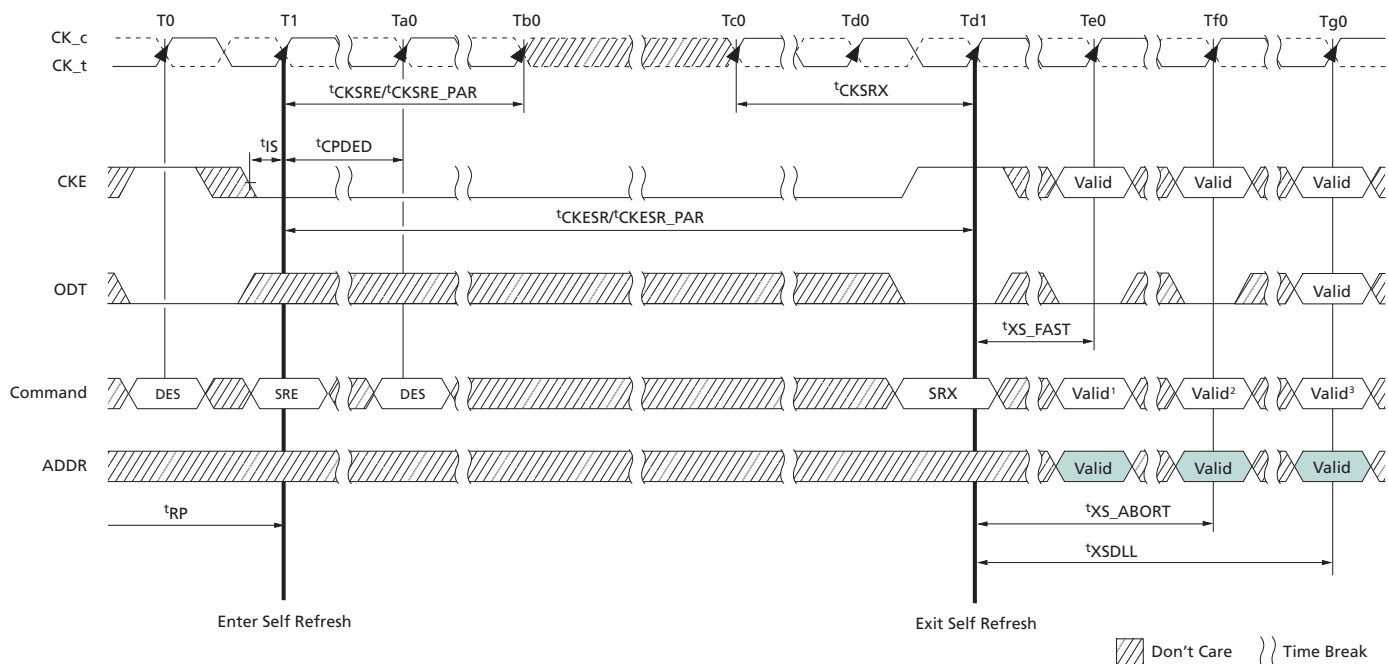 T0 T1 Ta0 Tb0 Tc0 Td0 Td1 Te0 Tf0 Tg0
CK_c
CK_t
tCKSRE/tCKSRE_PAR tCKSRX
tIS tCPDED
CKE Valid Valid Valid
tCKESR/tCKESR_PAR
ODT Valid
tXS_FAST
Command DES SRE DES SRX Valid1 Valid2 Valid3
ADDR Valid Valid Valid
tRP tXS_ABORT
tXSDLL
Enter Self Refresh Exit Self Refresh
Don't Care Time Break